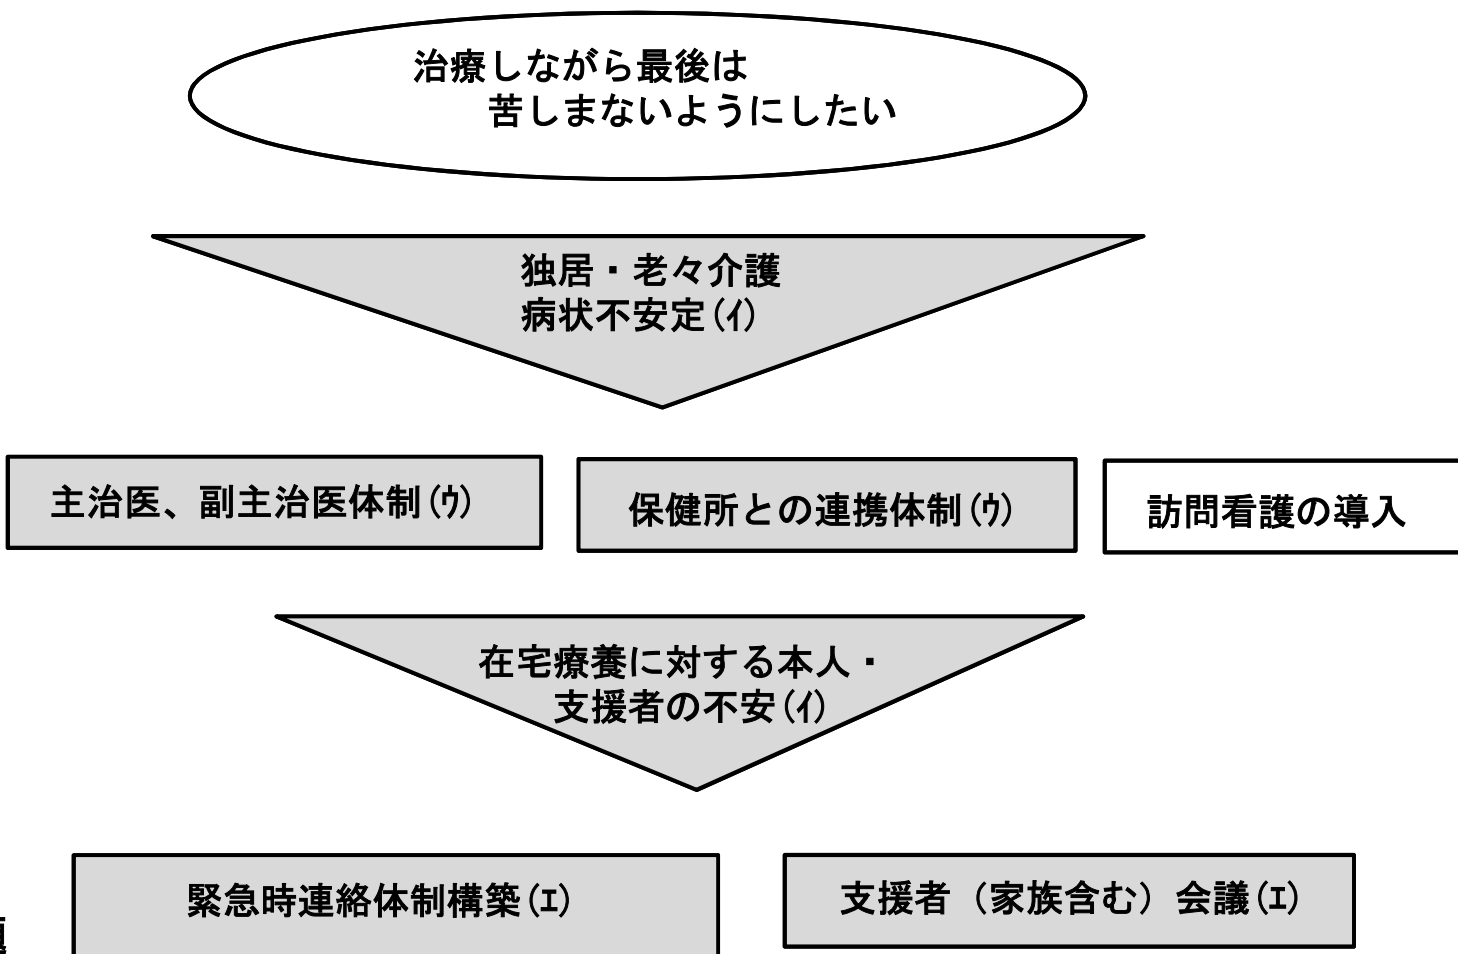 治療しながら最後は
苦しまないようにしたい
独居・老々介護
病状不安定(ｲ)
主治医、副主治医体制(ｳ)
保健所との連携体制(ｳ)
訪問看護の導入
在宅療養に対する本人・
支援者の不安(ｲ)
緊急時連絡体制構築(ｴ)
支援者（家族含む）会議(ｴ)